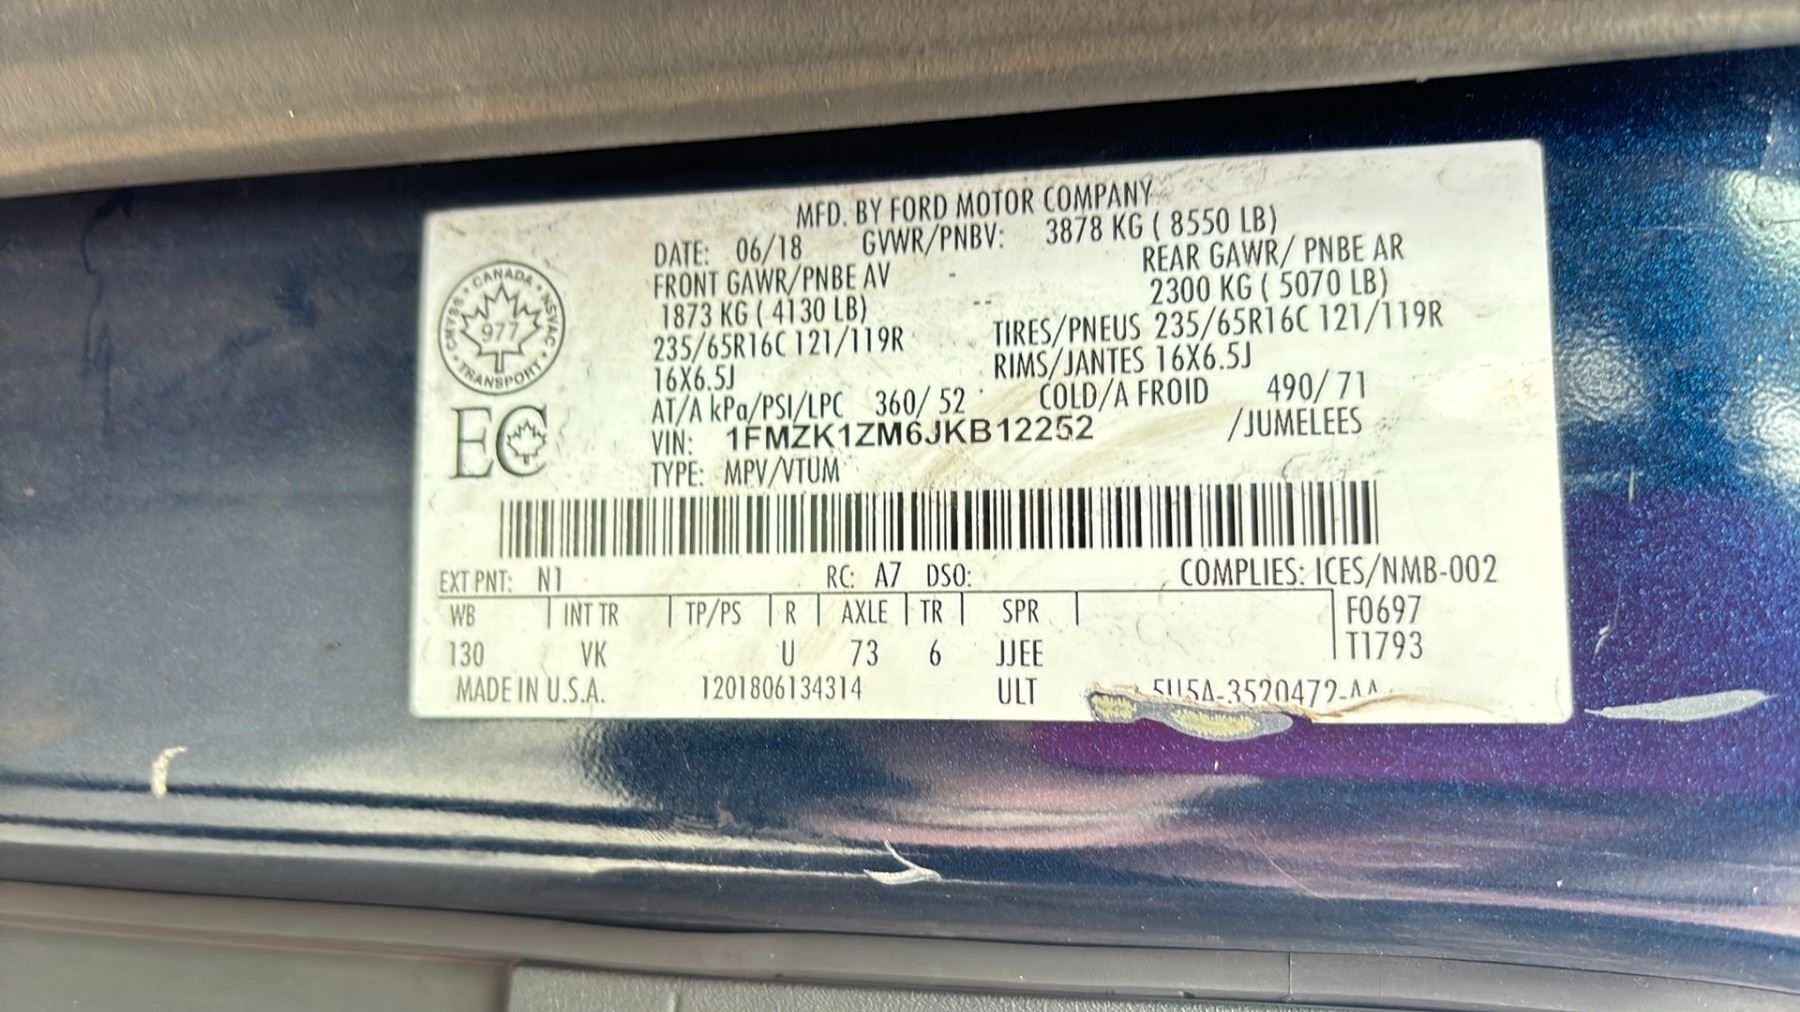 MFD. BY FORD MOTOR COMPANY
DATE: 06/18 GVWR/PNBV: 3878 KG ( 8550 LB)
FRONT GAWR/PNBE AV REAR GAWR/ PNBE AR
1873 KG ( 4130 LB) 2300 KG ( 5070 LB)
235/65R16C 121/119R TIRES/PNEUS 235/65R16C 121/119R
16X6.5J RIMS/JANTES 16X6.5J
AT/A kPa/PSI/LPC 360/ 52 COLD/A FROID 490/ 71
VIN: 1FMZK1ZM6JKB12252 /JUMELEES
TYPE: MPV/VTUM
CMVSS · CANADA · NSVAC · TRANSPORT ·
977
EC
EXT PNT: N1 RC: A7 DSO: COMPLIES: ICES/NMB-002
WB INT TR TP/PS R AXLE TR SPR F0697
130 VK U 73 6 JJEE T1793
MADE IN U.S.A. 1201806134314 ULT 5U5A-3520472-AA